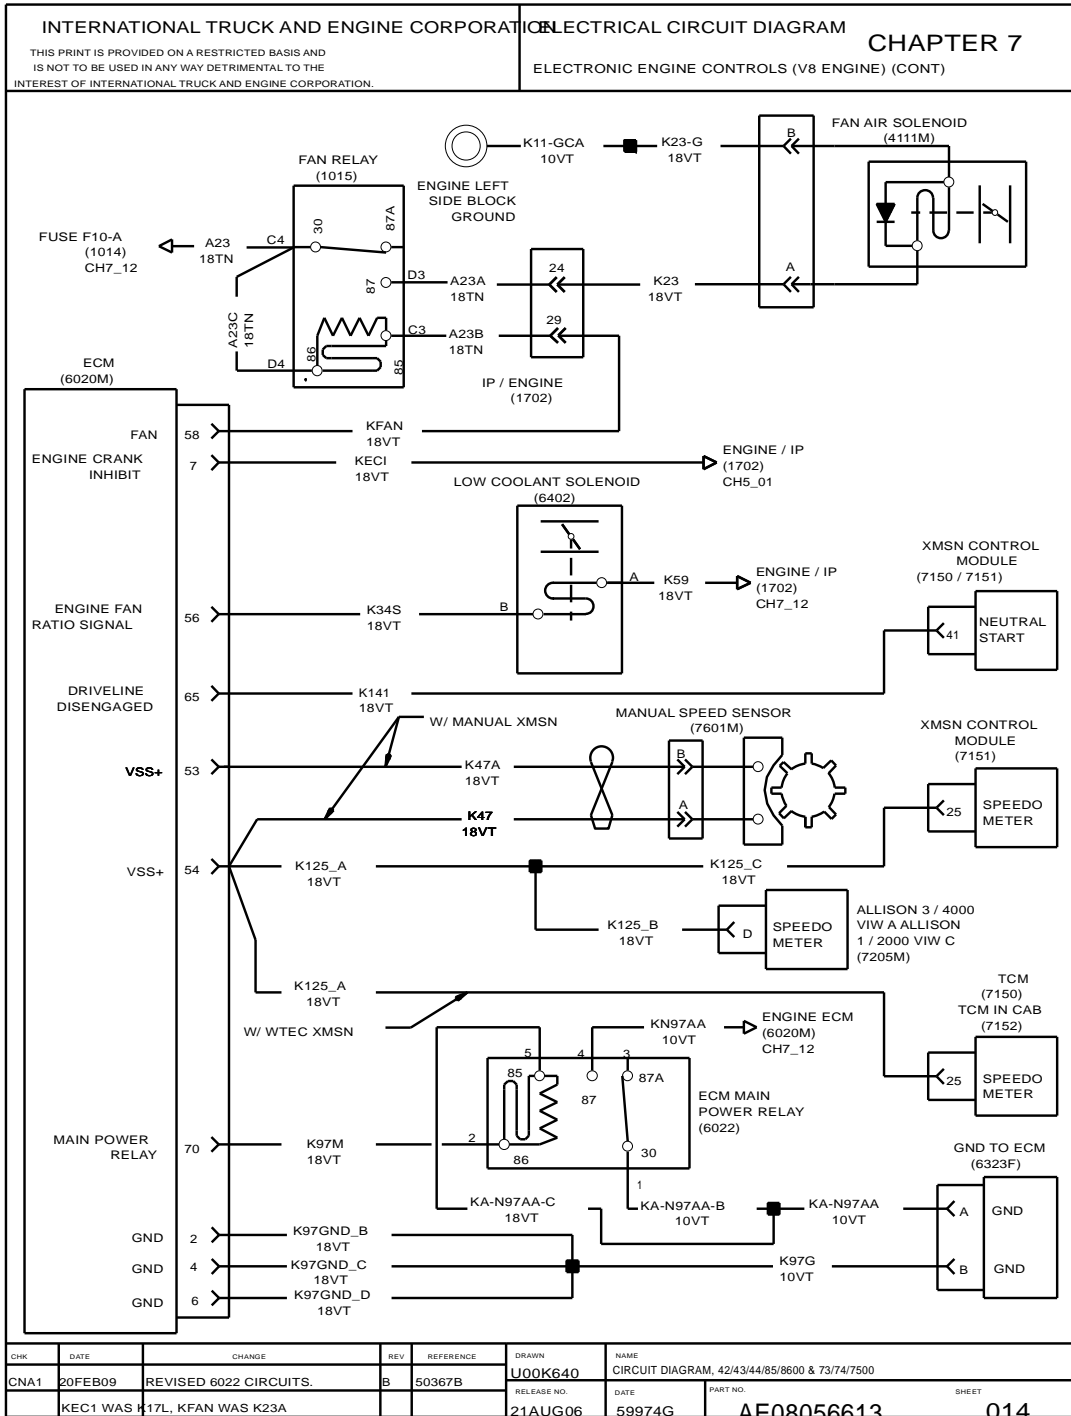 INTERNATIONAL TRUCK AND ENGINE CORPORATION
THIS PRINT IS PROVIDED ON A RESTRICTED BASIS AND
IS NOT TO BE USED IN ANY WAY DETRIMENTAL TO THE
INTEREST OF INTERNATIONAL TRUCK AND ENGINE CORPORATION.
ELECTRICAL CIRCUIT DIAGRAM
CHAPTER 7
ELECTRONIC ENGINE CONTROLS (V8 ENGINE) (CONT)
ENGINE LEFT
SIDE BLOCK
GROUND
K11-GCA
10VT
K23-G
18VT
B
A
FAN AIR SOLENOID
(4111M)
FAN RELAY
(1015)
30
87A
87
86
85
FUSE F10-A
(1014)
CH7_12
A23
18TN
C4
A23C
18TN
D4
D3
A23A
18TN
C3
A23B
18TN
24
29
IP / ENGINE
(1702)
K23
18VT
ECM
(6020M)
FAN
58
KFAN
18VT
ENGINE CRANK
INHIBIT
7
KECI
18VT
ENGINE / IP
(1702)
CH5_01
LOW COOLANT SOLENOID
(6402)
ENGINE FAN
RATIO SIGNAL
56
K34S
18VT
B
A
K59
18VT
ENGINE / IP
(1702)
CH7_12
XMSN CONTROL
MODULE
(7150 / 7151)
41
NEUTRAL
START
DRIVELINE
DISENGAGED
65
K141
18VT
W/ MANUAL XMSN
MANUAL SPEED SENSOR
(7601M)
VSS+
53
K47A
18VT
B
K47
18VT
A
XMSN CONTROL
MODULE
(7151)
25
SPEEDO
METER
VSS+
54
K125_A
18VT
K125_C
18VT
K125_B
18VT
D
SPEEDO
METER
ALLISON 3 / 4000
VIW A ALLISON
1 / 2000 VIW C
(7205M)
K125_A
18VT
W/ WTEC XMSN
TCM
(7150)
TCM IN CAB
(7152)
25
SPEEDO
METER
KN97AA
10VT
ENGINE ECM
(6020M)
CH7_12
5
4
3
85
87
87A
86
30
2
1
ECM MAIN
POWER RELAY
(6022)
MAIN POWER
RELAY
70
K97M
18VT
KA-N97AA-C
18VT
KA-N97AA-B
10VT
KA-N97AA
10VT
GND TO ECM
(6323F)
A
GND
B
GND
GND
2
K97GND_B
18VT
GND
4
K97GND_C
18VT
GND
6
K97GND_D
18VT
K97G
10VT
CHK
DATE
CHANGE
REV
REFERENCE
CNA1
20FEB09
REVISED 6022 CIRCUITS.
B
50367B
KEC1 WAS K17L, KFAN WAS K23A
DRAWN
U00K640
NAME
CIRCUIT DIAGRAM, 42/43/44/85/8600 & 73/74/7500
RELEASE NO.
21AUG06
DATE
59974G
PART NO.
AE08056613
SHEET
014